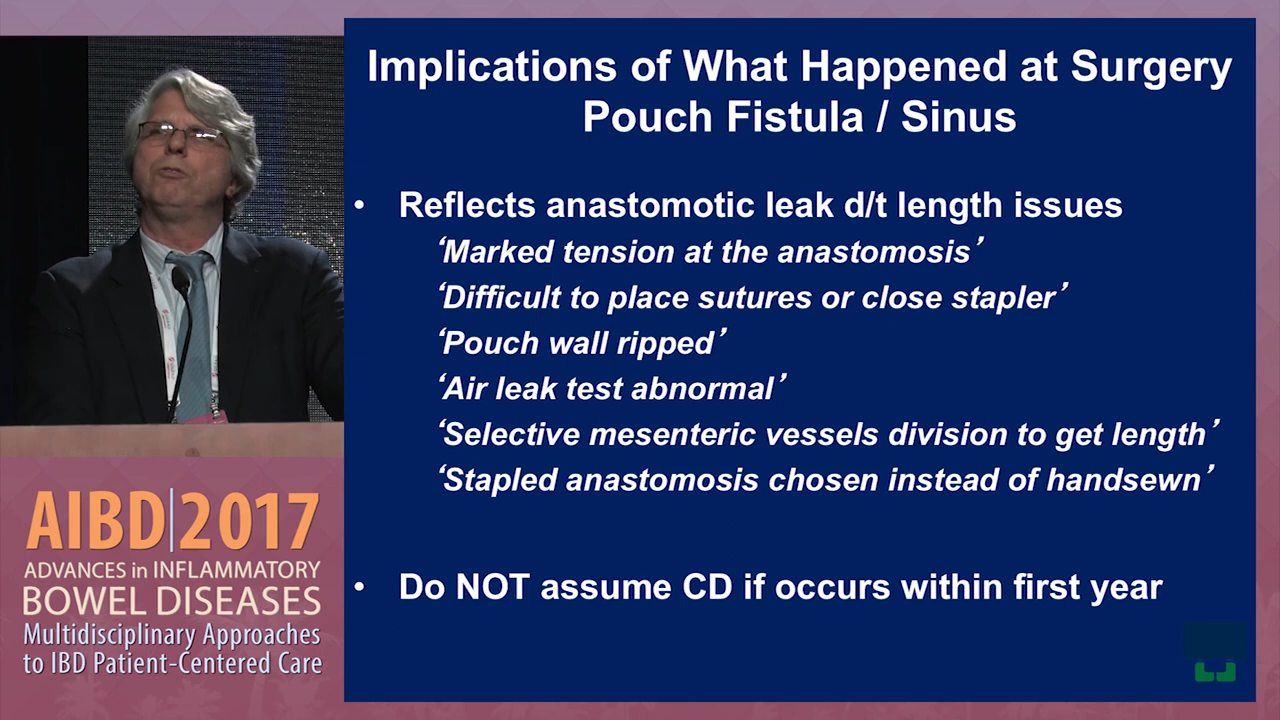 Implications of What Happened at Surgery
Pouch Fistula / Sinus
• Reflects anastomotic leak d/t length issues
‘Marked tension at the anastomosis’
‘Difficult to place sutures or close stapler’
‘Pouch wall ripped’
‘Air leak test abnormal’
‘Selective mesenteric vessels division to get length’
‘Stapled anastomosis chosen instead of handsewn’
• Do NOT assume CD if occurs within first year
AIBD|2017
ADVANCES in INFLAMMATORY
BOWEL DISEASES
Multidisciplinary Approaches
to IBD Patient-Centered Care